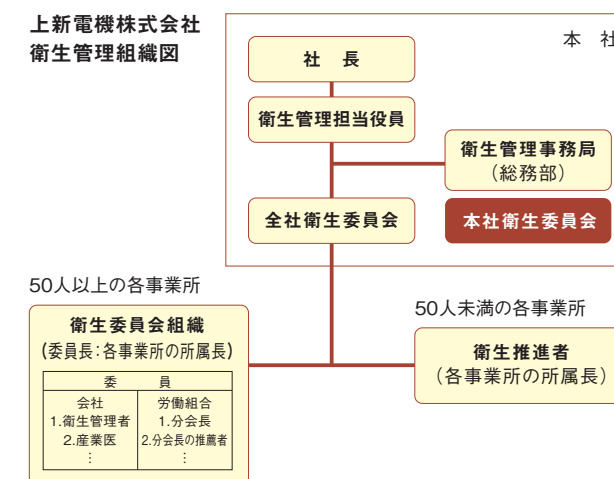 上新電機株式会社
衛生管理組織図
本　社
社　長
衛生管理担当役員
衛生管理事務局
（総務部）
全社衛生委員会
本社衛生委員会
50人以上の各事業所
衛生委員会組織
(委員長：各事業所の所属長)
委　員
会社
1.衛生管理者
2.産業医
⋮
労働組合
1.分会長
2.分会長の推薦者
⋮
50人未満の各事業所
衛生推進者
（各事業所の所属長）